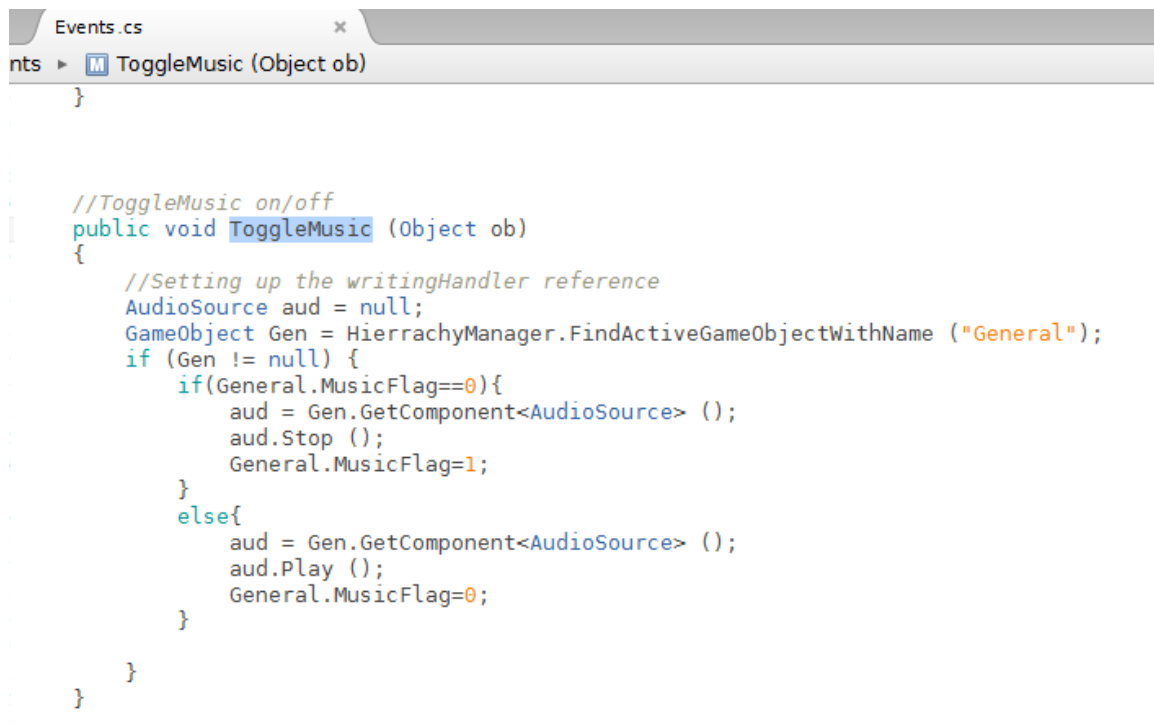 Events.cs ×
nts ▸ M ToggleMusic (Object ob)
}
//ToggleMusic on/off
public void ToggleMusic (Object ob)
{
//Setting up the writingHandler reference
AudioSource aud = null;
GameObject Gen = HierrachyManager.FindActiveGameObjectWithName ("General");
if (Gen != null) {
if(General.MusicFlag==0){
aud = Gen.GetComponent<AudioSource> ();
aud.Stop ();
General.MusicFlag=1;
}
else{
aud = Gen.GetComponent<AudioSource> ();
aud.Play ();
General.MusicFlag=0;
}
}
}